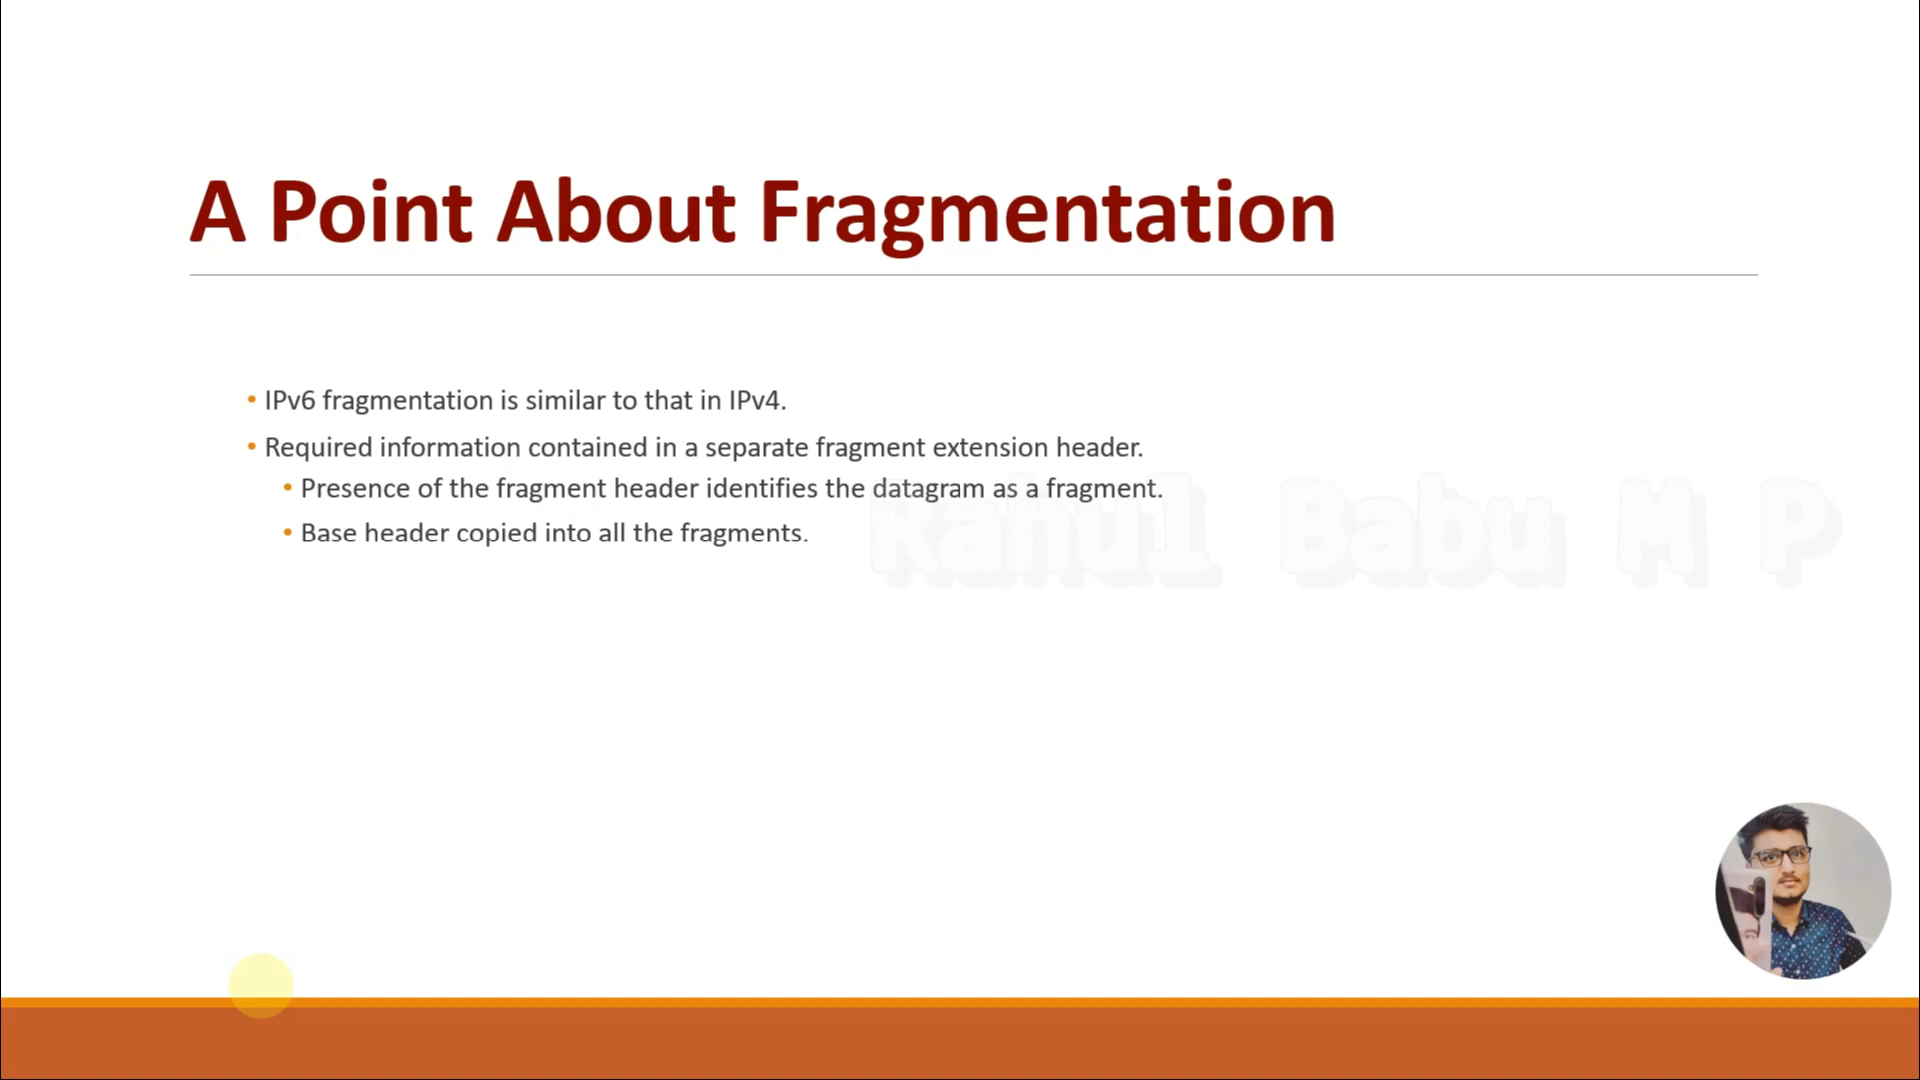 A Point About Fragmentation
• IPv6 fragmentation is similar to that in IPv4.
• Required information contained in a separate fragment extension header.
• Presence of the fragment header identifies the datagram as a fragment.
• Base header copied into all the fragments.
Rahul Babu M P